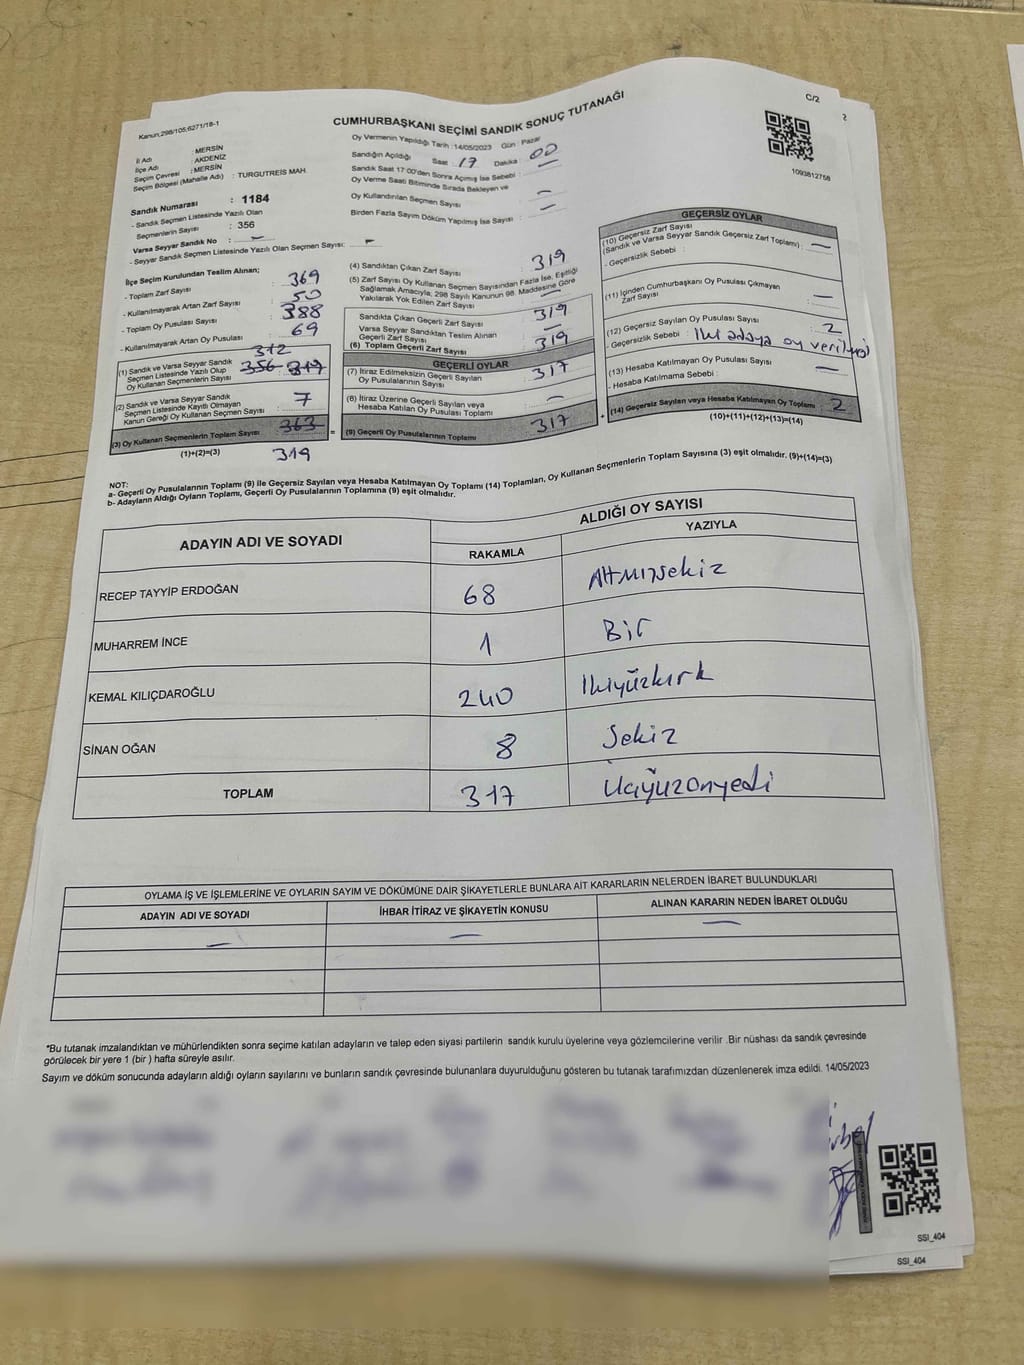 C/2
2
Kanun;298/105;6271/18-1
CUMHURBAŞKANI SEÇİMİ SANDIK SONUÇ TUTANAĞI
1093812758
İl Adı : MERSİN
İlçe Adı : AKDENİZ
Seçim Çevresi : MERSİN
Seçim Bölgesi (Mahalle Adı) : TURGUTREİS MAH.
Sandık Numarası : 1184
- Sandık Seçmen Listesinde Yazılı Olan
Seçmenlerin Sayısı : 356
Varsa Seyyar Sandık No : –
- Seyyar Sandık Seçmen Listesinde Yazılı Olan Seçmen Sayısı: –
Oy Vermenin Yapıldığı Tarih :14/05/2023 Gün : Pazar
Sandığın Açıldığı Saat : 17 Dakika : 00
Sandık Saat 17:00'den Sonra Açımış İse Sebebi : –
Oy Verme Saati Bitiminde Sırada Bekleyen ve
Oy Kullandırılan Seçmen Sayısı : –
Birden Fazla Sayım Döküm Yapılmış İse Sayısı : –
İlçe Seçim Kurulundan Teslim Alınan;
- Toplam Zarf Sayısı : 369
- Kullanılmayarak Artan Zarf Sayısı : 50
- Toplam Oy Pusulası Sayısı : 388
- Kullanılmayarak Artan Oy Pusulası : 69
312
(1) Sandık ve Varsa Seyyar Sandık
Seçmen Listesinde Yazılı Olup
Oy Kullanan Seçmenlerin Sayısı 356 319
(2) Sandık ve Varsa Seyyar Sandık
Seçmen Listesinde Kayıtlı Olmayan
Kanun Gereği Oy Kullanan Seçmen Sayısı : 7
(3) Oy Kullanan Seçmenlerin Toplam Sayısı : 363 =
(1)+(2)=(3) 319
(4) Sandıktan Çıkan Zarf Sayısı : 319
(5) Zarf Sayısı Oy Kullanan Seçmen Sayısından Fazla İse, Eşitliği
Sağlamak Amacıyla; 298 Sayılı Kanunun 98. Maddesine Göre
Yakılarak Yok Edilen Zarf Sayısı : –
Sandıkta Çıkan Geçerli Zarf Sayısı : 319
Varsa Seyyar Sandıktan Teslim Alınan
Geçerli Zarf Sayısı : –
(6) Toplam Geçerli Zarf Sayısı : 319
GEÇERLİ OYLAR
(7) İtiraz Edilmeksizin Geçerli Sayılan
Oy Pusulalarının Sayısı : 317
(8) İtiraz Üzerine Geçerli Sayılan veya
Hesaba Katılan Oy Pusulası Toplamı : –
(9) Geçerli Oy Pusulalarının Toplamı : 317 +
GEÇERSİZ OYLAR
(10) Geçersiz Zarf Sayısı
(Sandık ve Varsa Seyyar Sandık Geçersiz Zarf Toplamı) : –
- Geçersizlik Sebebi :
(11) İçinden Cumhurbaşkanı Oy Pusulası Çıkmayan
Zarf Sayısı : –
(12) Geçersiz Sayılan Oy Pusulası Sayısı : 2
- Geçersizlik Sebebi : İki adaya oy verilmesi
(13) Hesaba Katılmayan Oy Pusulası Sayısı : –
- Hesaba Katılmama Sebebi :
(14) Geçersiz Sayılan veya Hesaba Katılmayan Oy Toplamı : 2
(10)+(11)+(12)+(13)=(14)
NOT:
a- Geçerli Oy Pusulalarının Toplamı (9) ile Geçersiz Sayılan veya Hesaba Katılmayan Oy Toplamı (14) Toplamları, Oy Kullanan Seçmenlerin Toplam Sayısına (3) eşit olmalıdır. (9)+(14)=(3)
b- Adayların Aldığı Oyların Toplamı, Geçerli Oy Pusulalarının Toplamına (9) eşit olmalıdır.
ADAYIN ADI VE SOYADI
ALDIĞI OY SAYISI
RAKAMLA YAZIYLA
RECEP TAYYİP ERDOĞAN 68 Altmışsekiz
MUHARREM İNCE 1 Bir
KEMAL KILIÇDAROĞLU 240 İkiyüzkırk
SİNAN OĞAN 8 Sekiz
TOPLAM 317 Üçyüzonyedi
OYLAMA İŞ VE İŞLEMLERİNE VE OYLARIN SAYIM VE DÖKÜMÜNE DAİR ŞİKAYETLERLE BUNLARA AİT KARARLARIN NELERDEN İBARET BULUNDUKLARI
ADAYIN ADI VE SOYADI İHBAR İTİRAZ VE ŞİKAYETİN KONUSU ALINAN KARARIN NEDEN İBARET OLDUĞU
– – –
*Bu tutanak imzalandıktan ve mühürlendikten sonra seçime katılan adayların ve talep eden siyasi partilerin sandık kurulu üyelerine veya gözlemcilerine verilir .Bir nüshası da sandık çevresinde
görülecek bir yere 1 (bir ) hafta süreyle asılır.
Sayım ve döküm sonucunda adayların aldığı oyların sayılarını ve bunların sandık çevresinde bulunanlara duyurulduğunu gösteren bu tutanak tarafımızdan düzenlenerek imza edildi. 14/05/2023
SSI_404
SSI_404